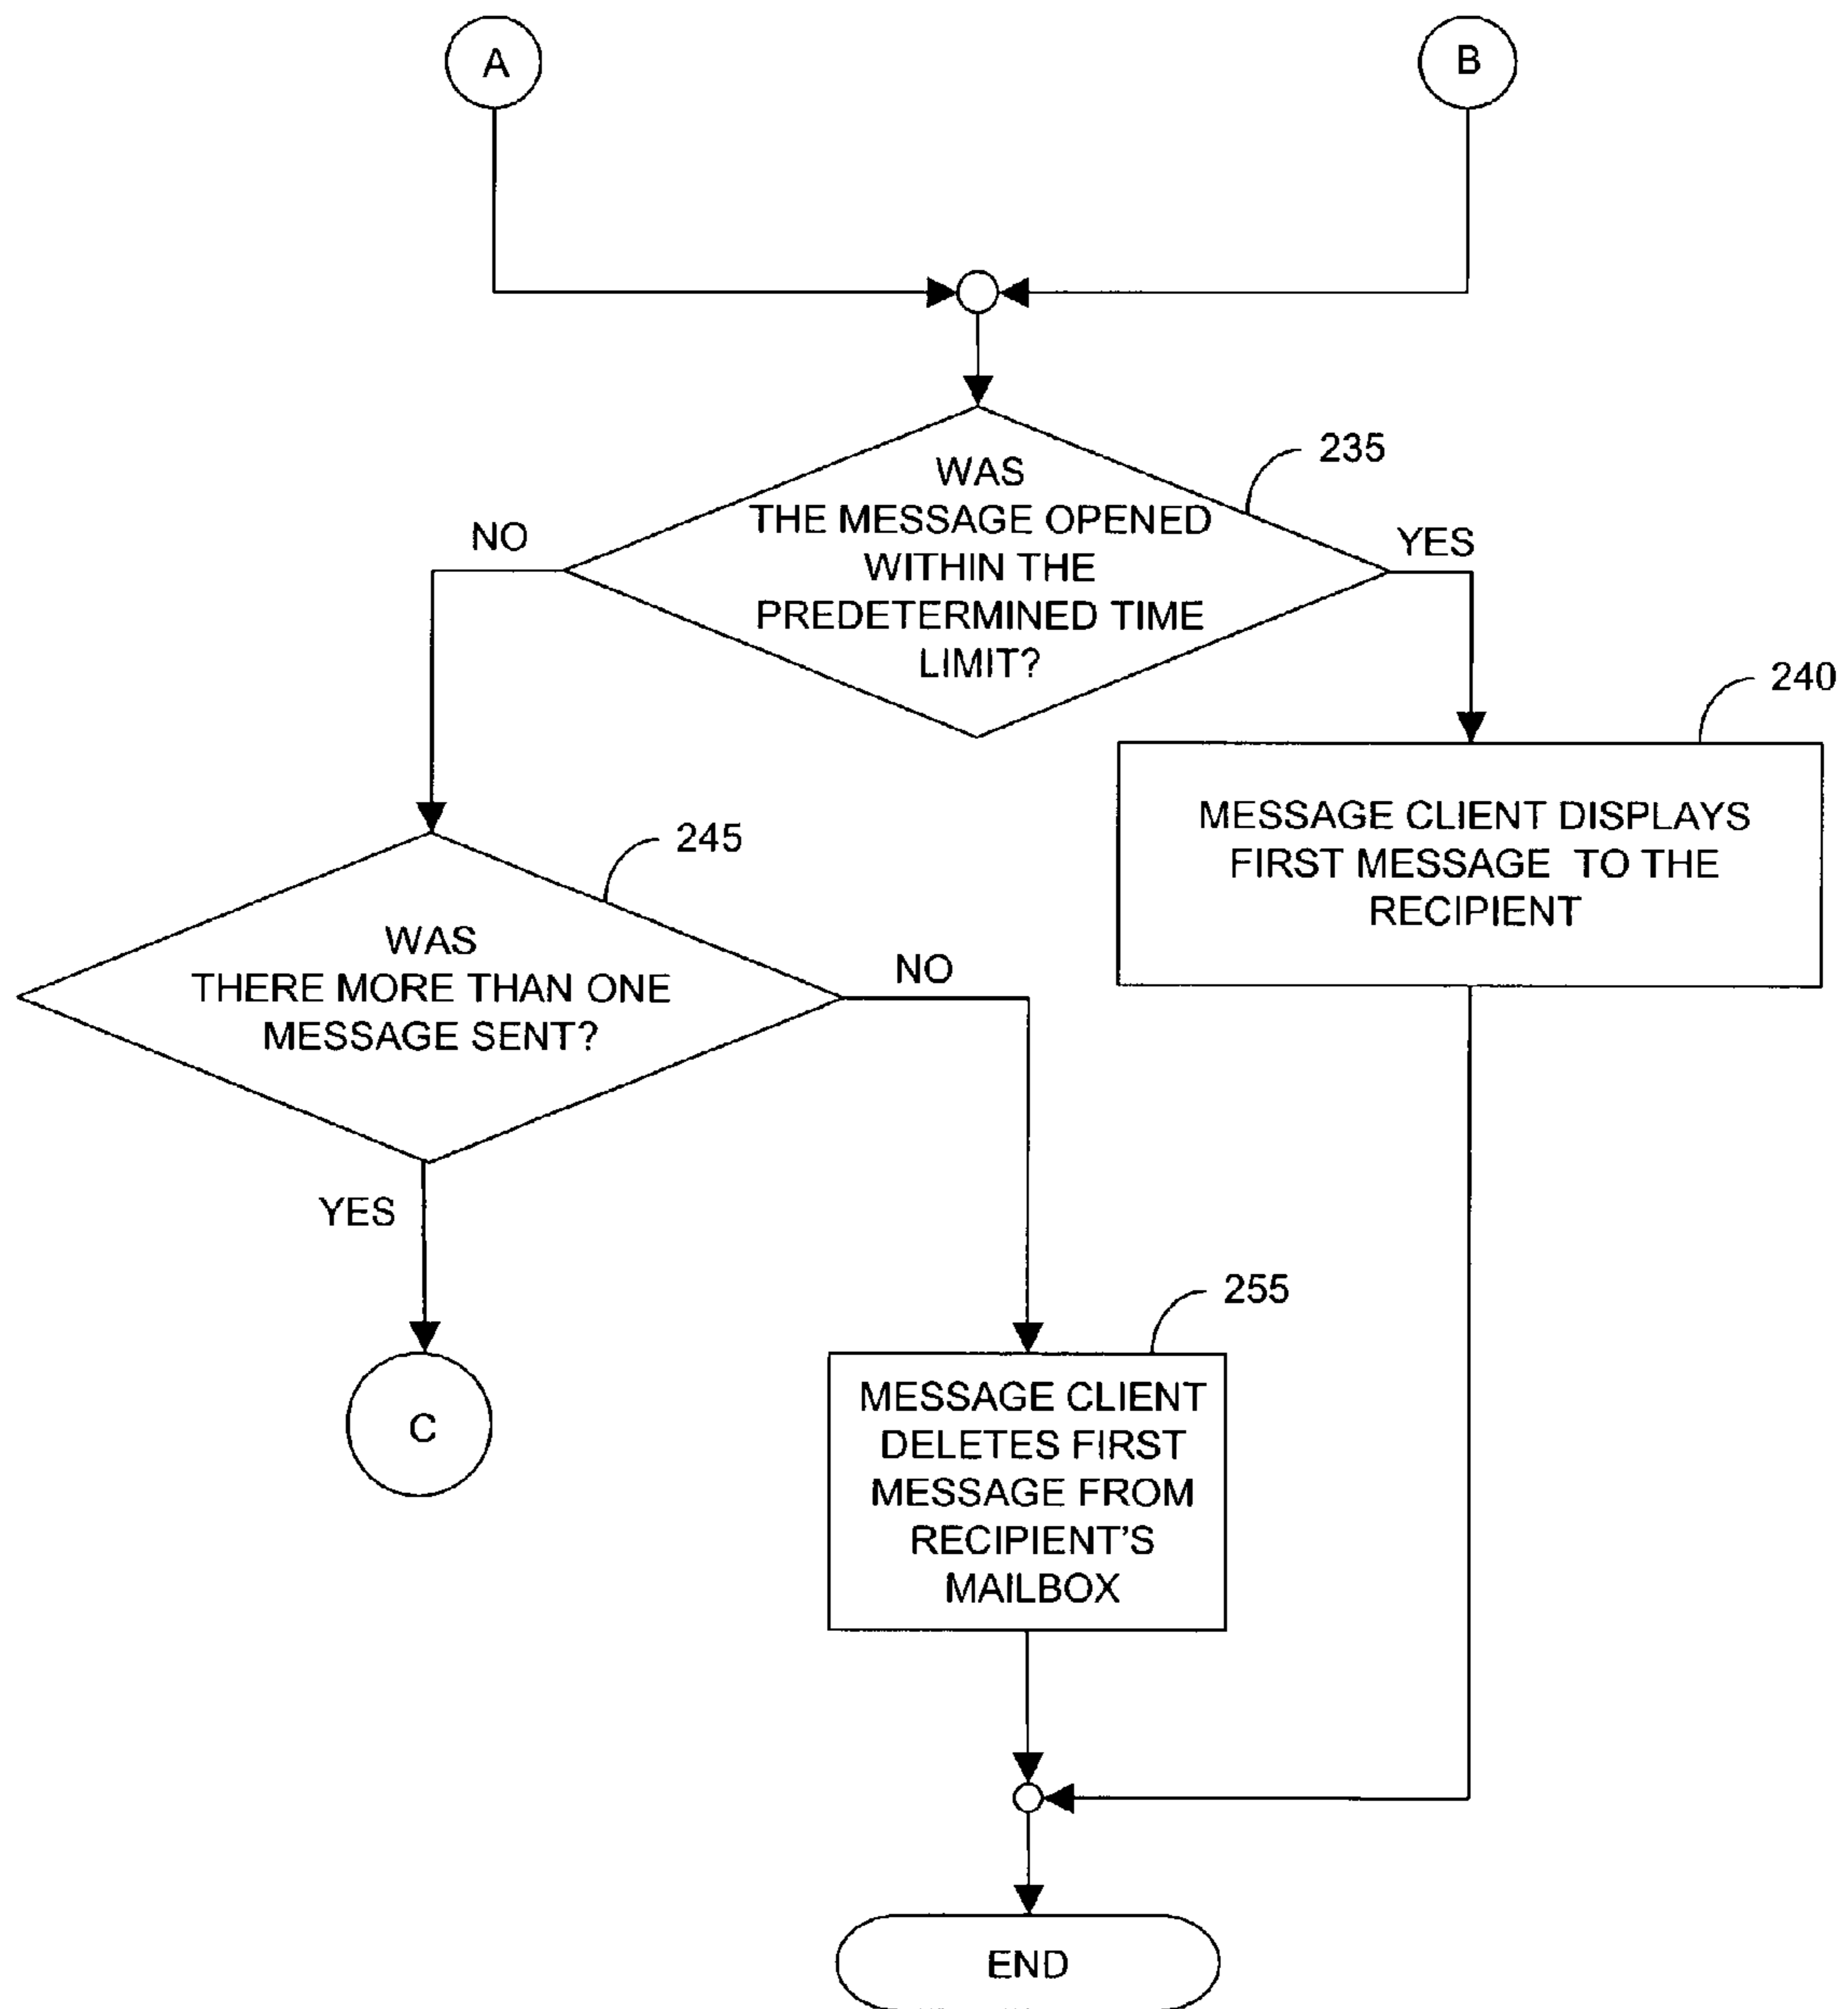 A
B
235
WAS
THE MESSAGE OPENED
WITHIN THE
PREDETERMINED TIME
LIMIT?
NO
YES
240
MESSAGE CLIENT DISPLAYS
FIRST MESSAGE TO THE
RECIPIENT
245
WAS
THERE MORE THAN ONE
MESSAGE SENT?
NO
YES
C
255
MESSAGE CLIENT
DELETES FIRST
MESSAGE FROM
RECIPIENT'S
MAILBOX
END